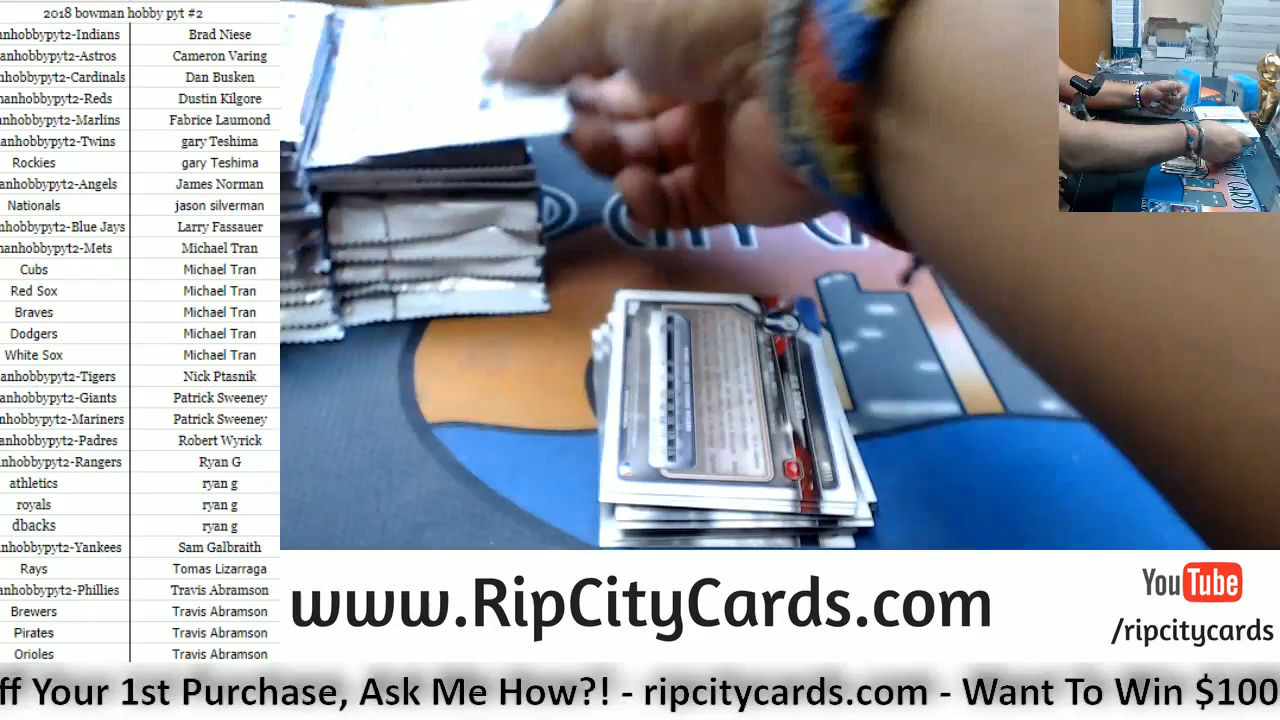 2018 bowman hobby pyt #2
anhobbypyt2-Indians Brad Niese
anhobbypyt2-Astros Cameron Varing
nhobbypyt2-Cardinals Dan Busken
manhobbypyt2-Reds Dustin Kilgore
anhobbypyt2-Marlins Fabrice Laumond
anhobbypyt2-Twins gary Teshima
Rockies gary Teshima
anhobbypyt2-Angels James Norman
Nationals jason silverman
anhobbypyt2-Blue Jays Larry Fassauer
manhobbypyt2-Mets Michael Tran
Cubs Michael Tran
Red Sox Michael Tran
Braves Michael Tran
Dodgers Michael Tran
White Sox Michael Tran
anhobbypyt2-Tigers Nick Ptasnik
anhobbypyt2-Giants Patrick Sweeney
nhobbypyt2-Mariners Patrick Sweeney
anhobbypyt2-Padres Robert Wyrick
nhobbypyt2-Rangers Ryan G
athletics ryan g
royals ryan g
dbacks ryan g
nhobbypyt2-Yankees Sam Galbraith
Rays Tomas Lizarraga
anhobbypyt2-Phillies Travis Abramson
Brewers Travis Abramson
Pirates Travis Abramson
Orioles Travis Abramson
www.RipCityCards.com
YouTube
/ripcitycards
ff Your 1st Purchase, Ask Me How?! - ripcitycards.com - Want To Win $100